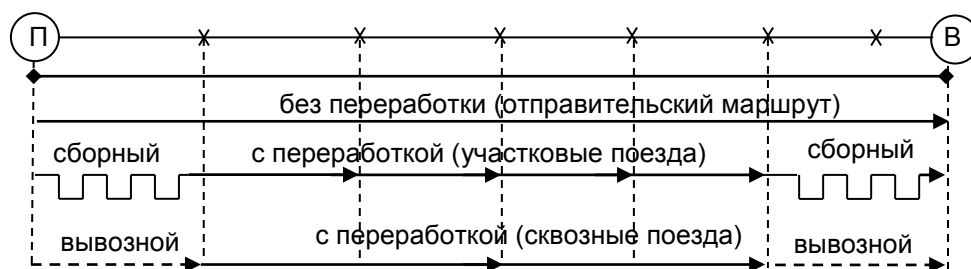 П В
без переработки (отправительский маршрут)
сборный с переработкой (участковые поезда) сборный
вывозной с переработкой (сквозные поезда) вывозной